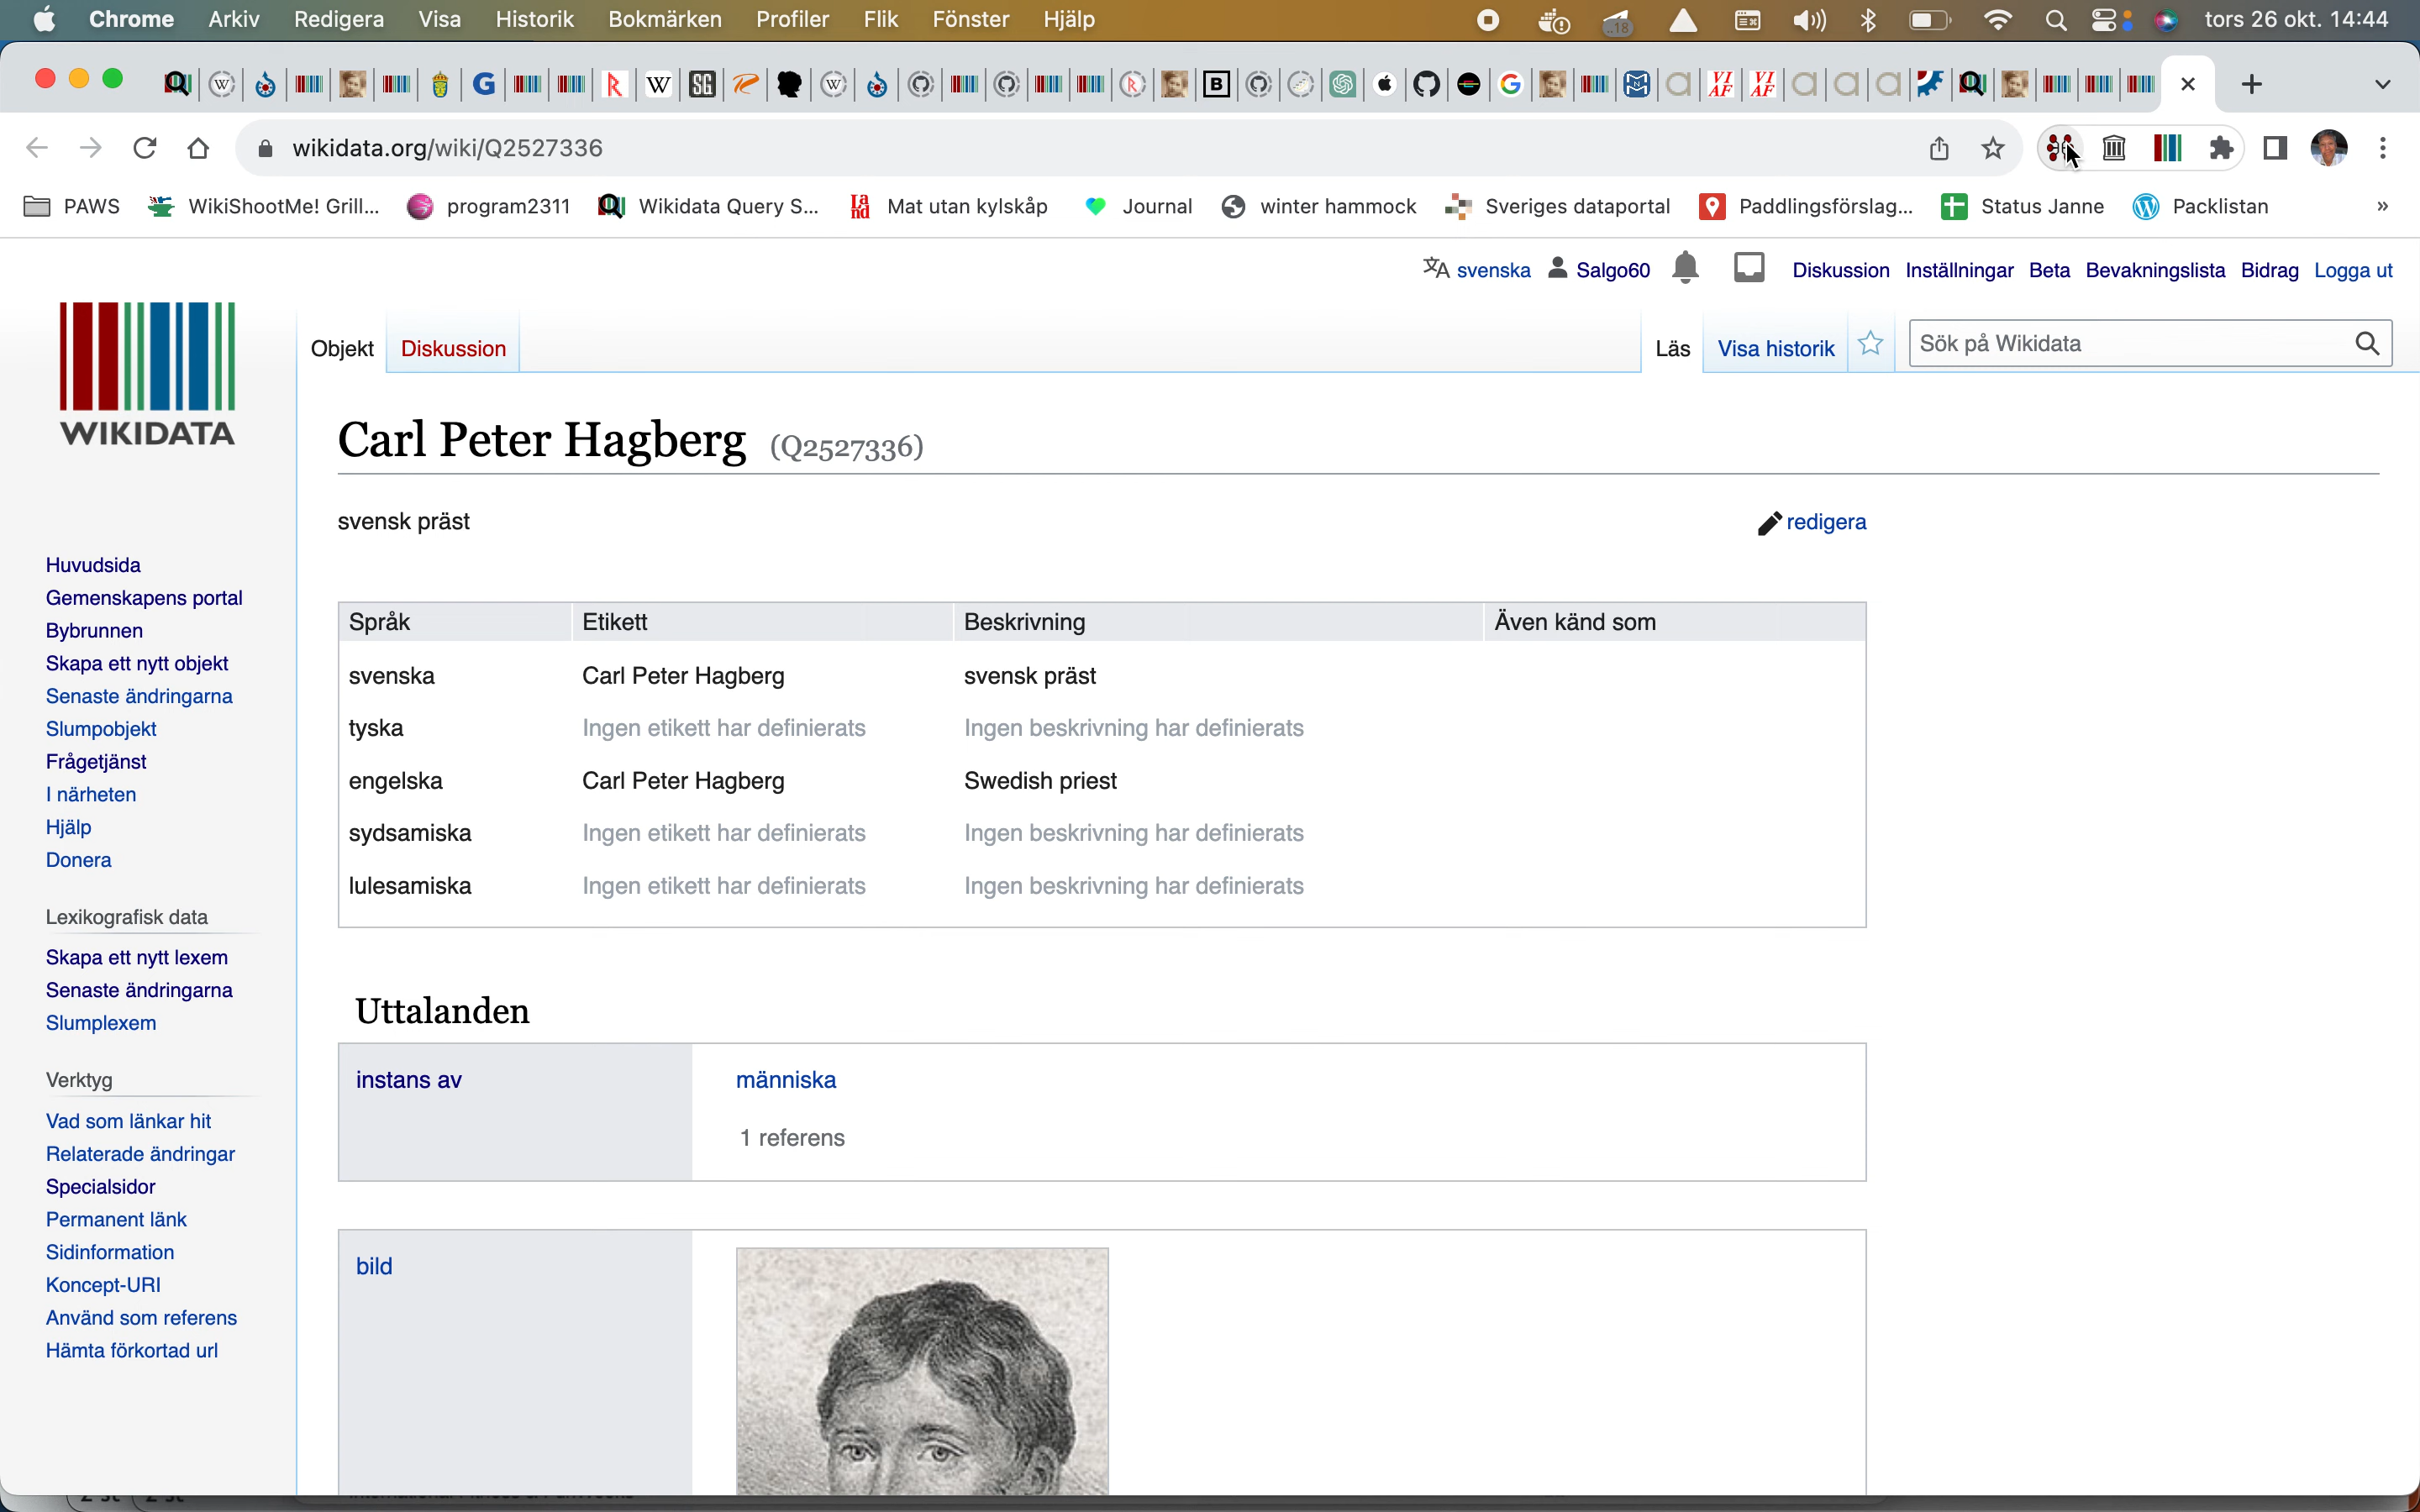 Chrome Arkiv Redigera Visa Historik Bokmärken Profiler Flik Fönster Hjälp tors 26 okt. 14:44
wikidata.org/wiki/Q2527336
PAWS WikiShootMe! Grill... program2311 Wikidata Query S... Mat utan kylskåp Journal winter hammock Sveriges dataportal Paddlingsförslag... Status Janne Packlistan »
svenska Salgo60 Diskussion Inställningar Beta Bevakningslista Bidrag Logga ut
WIKIDATA
Objekt Diskussion Läs Visa historik Sök på Wikidata
Carl Peter Hagberg (Q2527336)
svensk präst redigera
Huvudsida
Gemenskapens portal
Bybrunnen
Skapa ett nytt objekt
Senaste ändringarna
Slumpobjekt
Frågetjänst
I närheten
Hjälp
Donera
Lexikografisk data
Skapa ett nytt lexem
Senaste ändringarna
Slumplexem
Verktyg
Vad som länkar hit
Relaterade ändringar
Specialsidor
Permanent länk
Sidinformation
Koncept-URI
Använd som referens
Hämta förkortad url
Språk Etikett Beskrivning Även känd som
svenska Carl Peter Hagberg svensk präst
tyska Ingen etikett har definierats Ingen beskrivning har definierats
engelska Carl Peter Hagberg Swedish priest
sydsamiska Ingen etikett har definierats Ingen beskrivning har definierats
lulesamiska Ingen etikett har definierats Ingen beskrivning har definierats
Uttalanden
instans av människa
1 referens
bild